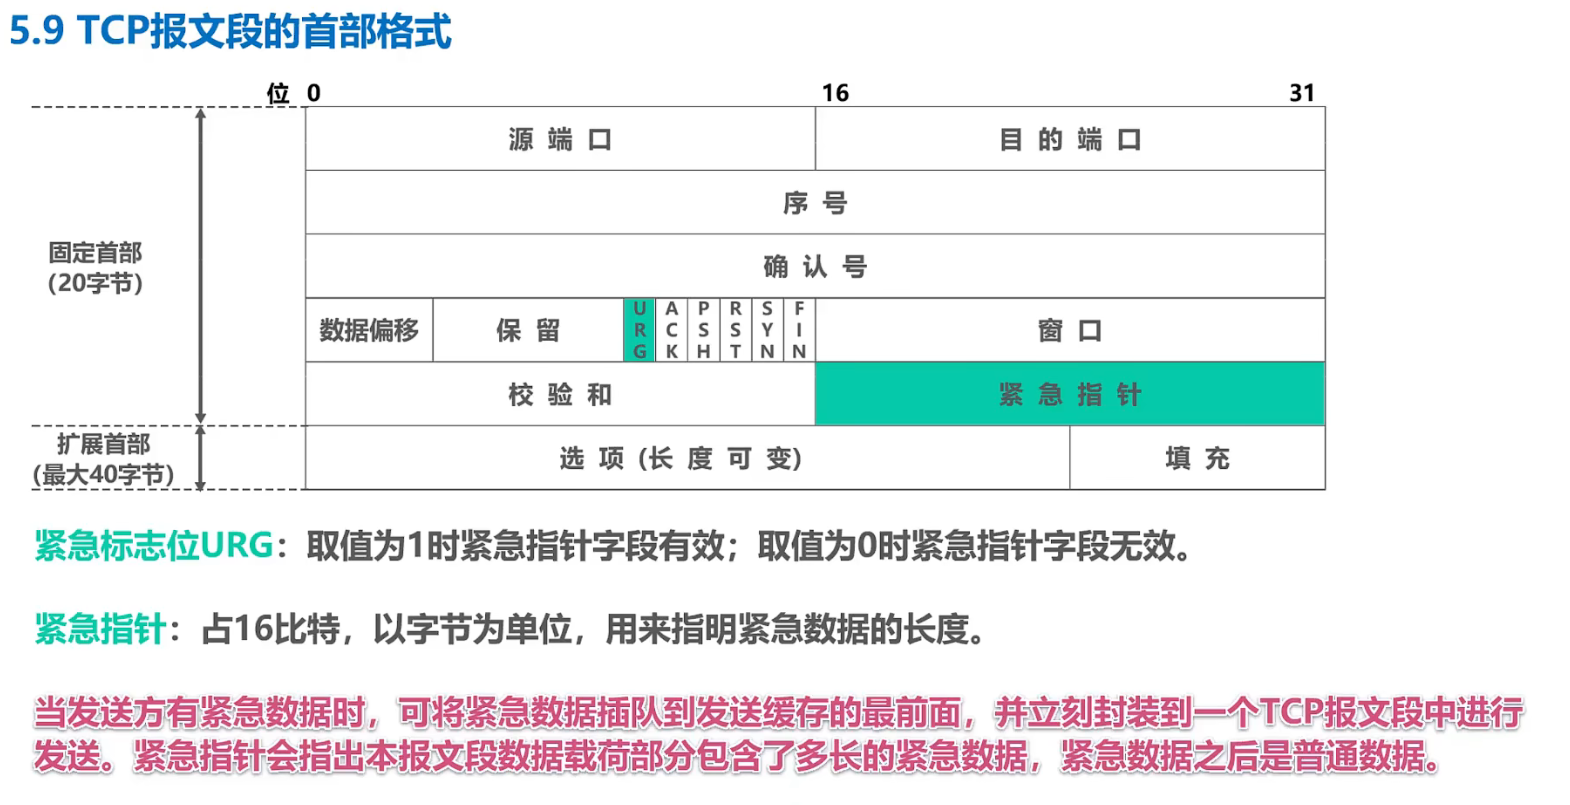 5.9 TCP报文段的首部格式
位 0 16 31
源 端 口 目 的 端 口
序 号
确 认 号
固定首部
(20字节)
数据偏移 保 留 URG ACK PSH RST SYN FIN 窗 口
校 验 和 紧 急 指 针
扩展首部
(最大40字节)
选 项 (长 度 可 变) 填 充
紧急标志位URG：取值为1时紧急指针字段有效；取值为0时紧急指针字段无效。
紧急指针：占16比特，以字节为单位，用来指明紧急数据的长度。
当发送方有紧急数据时，可将紧急数据插队到发送缓存的最前面，并立刻封装到一个TCP报文段中进行
发送。紧急指针会指出本报文段数据载荷部分包含了多长的紧急数据，紧急数据之后是普通数据。